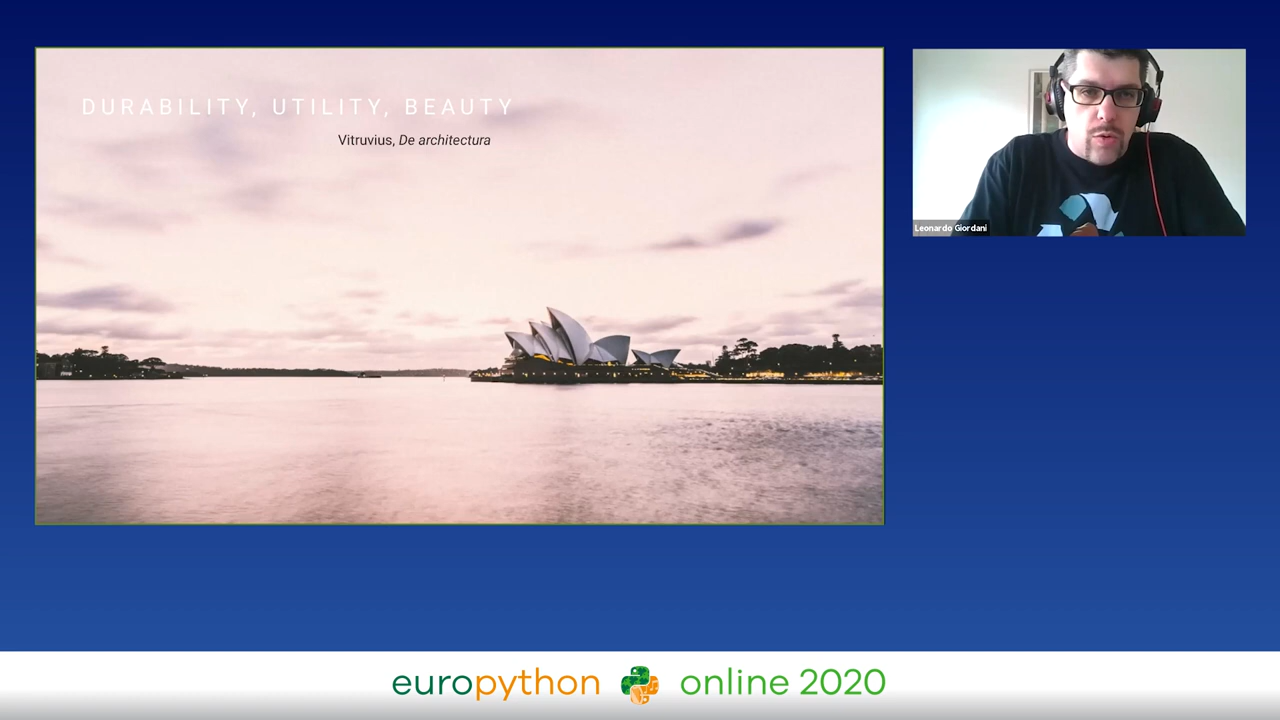 DURABILITY, UTILITY, BEAUTY
Vitruvius, De architectura
Leonardo Giordani
europython online 2020